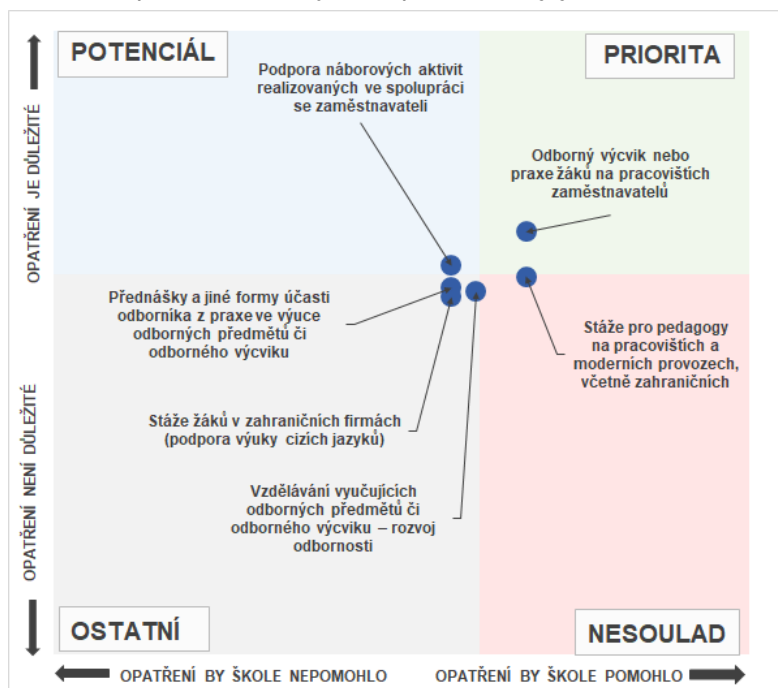 POTENCIÁL
PRIORITA
Podpora náborových aktivit
realizovaných ve spolupráci
se zaměstnavateli
Odborný výcvik nebo
praxe žáků na pracovištích
zaměstnavatelů
Přednášky a jiné formy účasti
odborníka z praxe ve výuce
odborných předmětů či
odborného výcviku
Stáže pro pedagogy
na pracovištích a
moderních provozech,
včetně zahraničních
Stáže žáků v zahraničních firmách
(podpora výuky cizích jazyků)
Vzdělávání vyučujících
odborných předmětů či
odborného výcviku – rozvoj
odbornosti
OSTATNÍ
NESOULAD
OPATŘENÍ JE DŮLEŽITÉ
OPATŘENÍ NENÍ DŮLEŽITÉ
OPATŘENÍ BY ŠKOLE NEPOMOHLO
OPATŘENÍ BY ŠKOLE POMOHLO